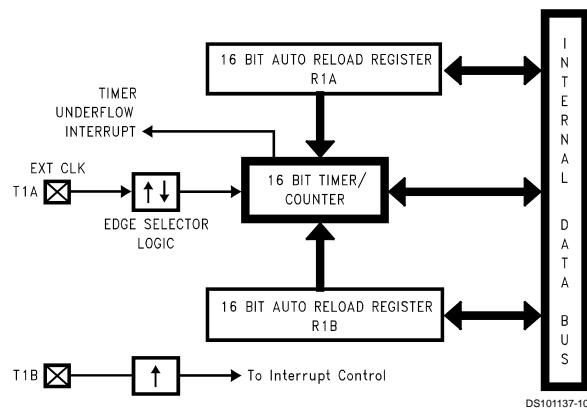 16 BIT AUTO RELOAD REGISTER
R1A
TIMER
UNDERFLOW
INTERRUPT
EXT CLK
T1A
16 BIT TIMER/
COUNTER
EDGE SELECTOR
LOGIC
16 BIT AUTO RELOAD REGISTER
R1B
T1B
To Interrupt Control
INTERNAL DATA BUS
DS101137-10